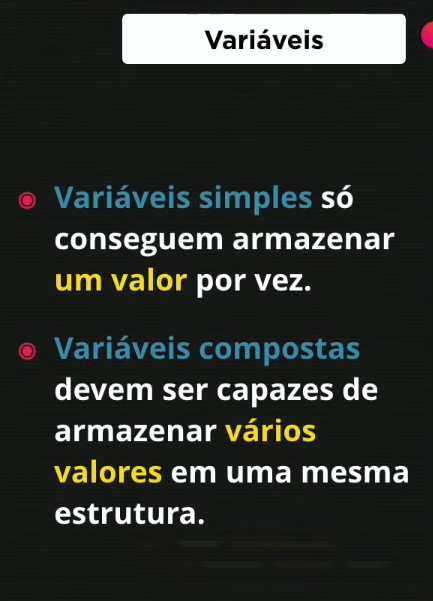 Variáveis
Variáveis simples só
conseguem armazenar
um valor por vez.
Variáveis compostas
devem ser capazes de
armazenar vários
valores em uma mesma
estrutura.